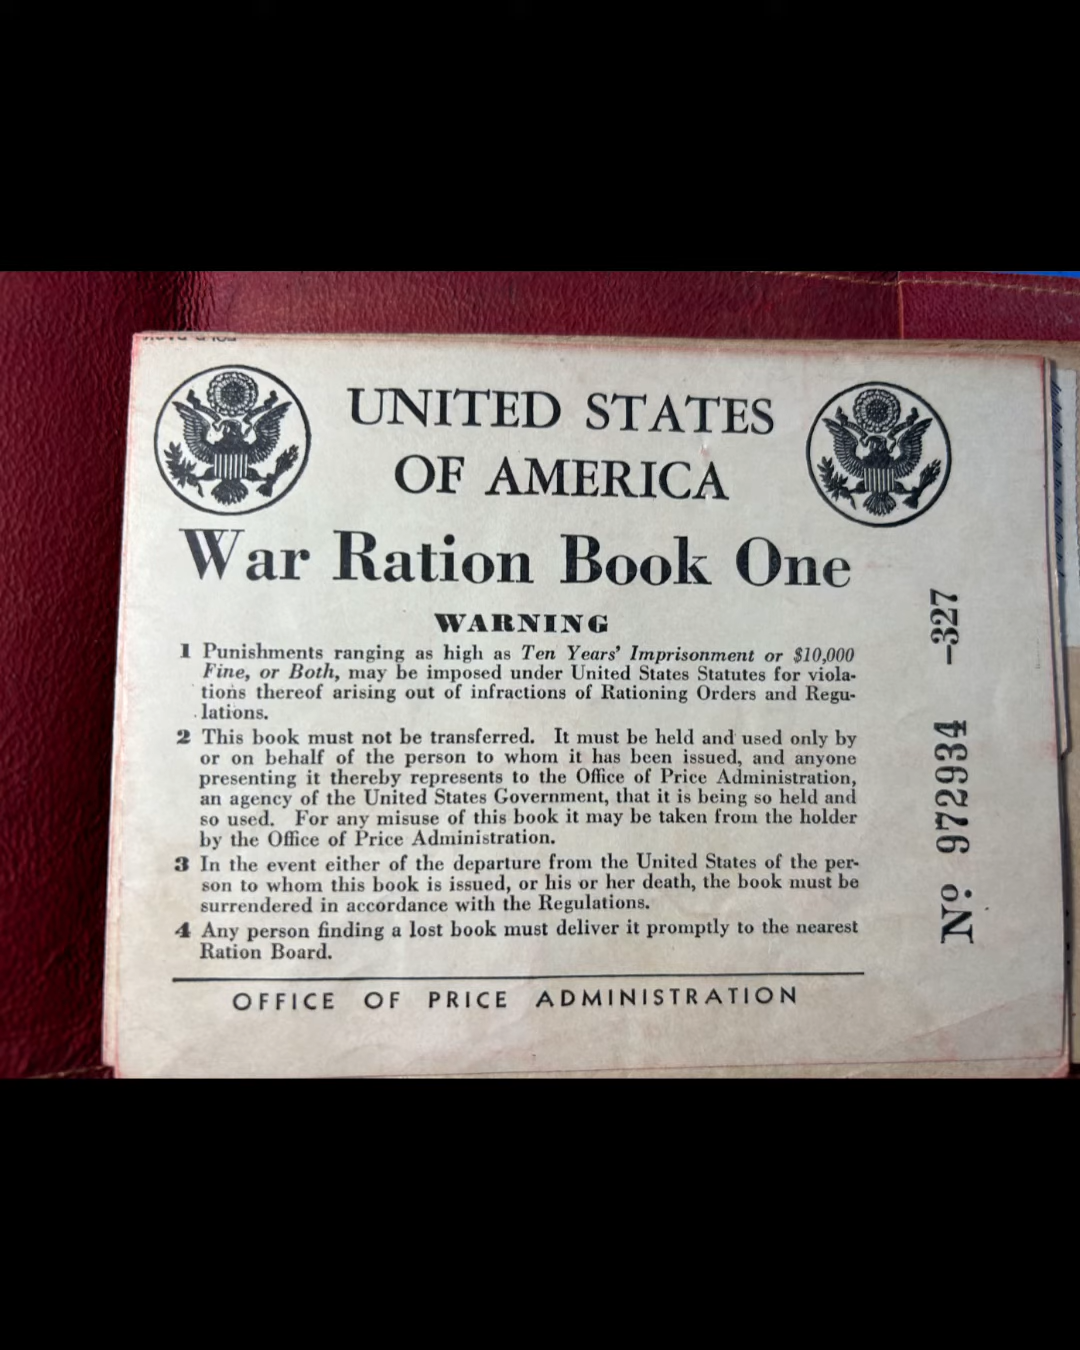 UNITED STATES
OF AMERICA
War Ration Book One
WARNING
1 Punishments ranging as high as Ten Years' Imprisonment or $10,000
Fine, or Both, may be imposed under United States Statutes for viola-
tions thereof arising out of infractions of Rationing Orders and Regu-
lations.
2 This book must not be transferred. It must be held and used only by
or on behalf of the person to whom it has been issued, and anyone
presenting it thereby represents to the Office of Price Administration,
an agency of the United States Government, that it is being so held and
so used. For any misuse of this book it may be taken from the holder
by the Office of Price Administration.
3 In the event either of the departure from the United States of the per-
son to whom this book is issued, or his or her death, the book must be
surrendered in accordance with the Regulations.
4 Any person finding a lost book must deliver it promptly to the nearest
Ration Board.
OFFICE OF PRICE ADMINISTRATION
Nº 972934 -327